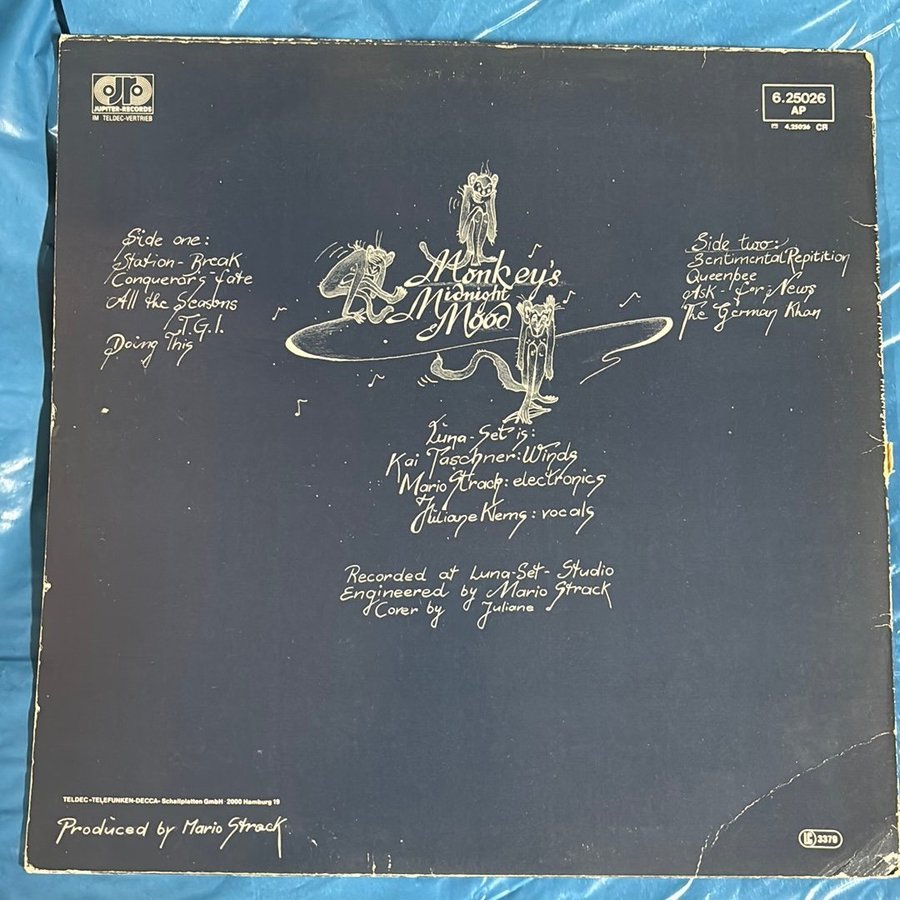 JUPITER-RECORDS
IM TELDEC-VERTRIEB
6.25026
AP
4.25026 CR
Monkey's
Midnight
Mood
Side one:
Station-Break
Conquerors-Fate
All the Seasons
T.G.I.
Doing This
Side two:
Sentimental Repitition
Queenbee
Ask-for-News
The German Khan
Luna-Set is:
Kai Taschner: Winds
Mario Strack: electronics
: vocals
Recorded at Luna-Set-Studio
Engineered by Mario Strack
Cover by Juliane
TELDEC »TELEFUNKEN-DECCA« Schallplatten GmbH · 2000 Hamburg 19
Produced by Mario Strack
LC 3379